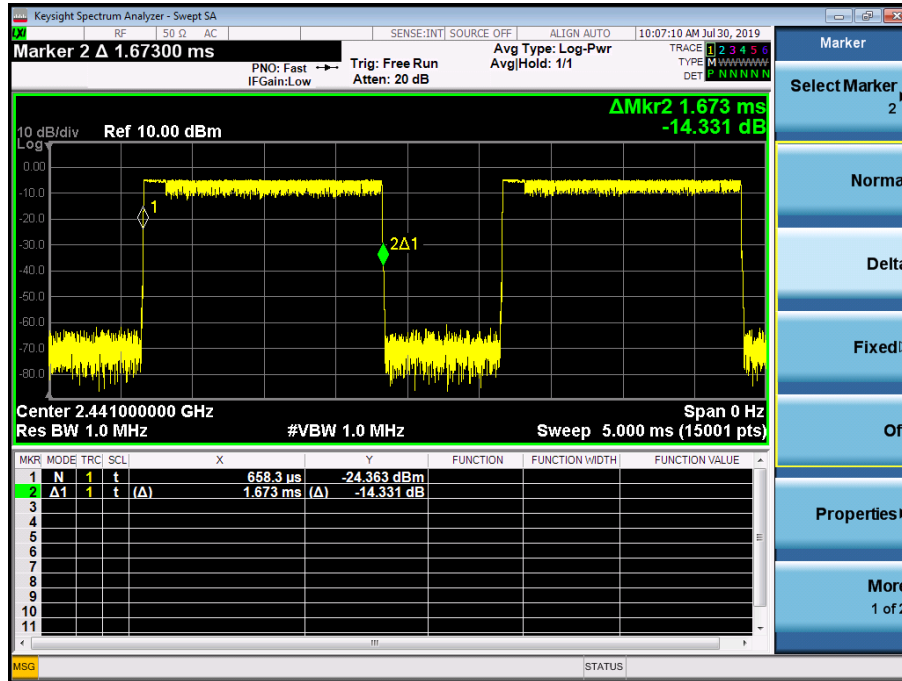 Keysight Spectrum Analyzer - Swept SA
LXI RF 50 Ω AC SENSE:INT SOURCE OFF ALIGN AUTO 10:07:10 AM Jul 30, 2019
Marker 2 Δ 1.67300 ms
PNO: Fast
IFGain:Low
Trig: Free Run
Atten: 20 dB
Avg Type: Log-Pwr
Avg|Hold: 1/1
TRACE 1 2 3 4 5 6
TYPE M WWWWW
DET P N N N N N
ΔMkr2 1.673 ms
-14.331 dB
10 dB/div Ref 10.00 dBm
Log
0.00
-10.0
-20.0
-30.0
-40.0
-50.0
-60.0
-70.0
-80.0
1
2Δ1
Center 2.441000000 GHz Span 0 Hz
Res BW 1.0 MHz #VBW 1.0 MHz Sweep 5.000 ms (15001 pts)
MKR MODE TRC SCL X Y FUNCTION FUNCTION WIDTH FUNCTION VALUE
1 N 1 t 658.3 µs -24.363 dBm
2 Δ1 1 t (Δ) 1.673 ms (Δ) -14.331 dB
3
4
5
6
7
8
9
10
11
MSG STATUS
Marker
Select Marker
2
Norma
Delta
Fixed
Of
Properties
More
1 of 2